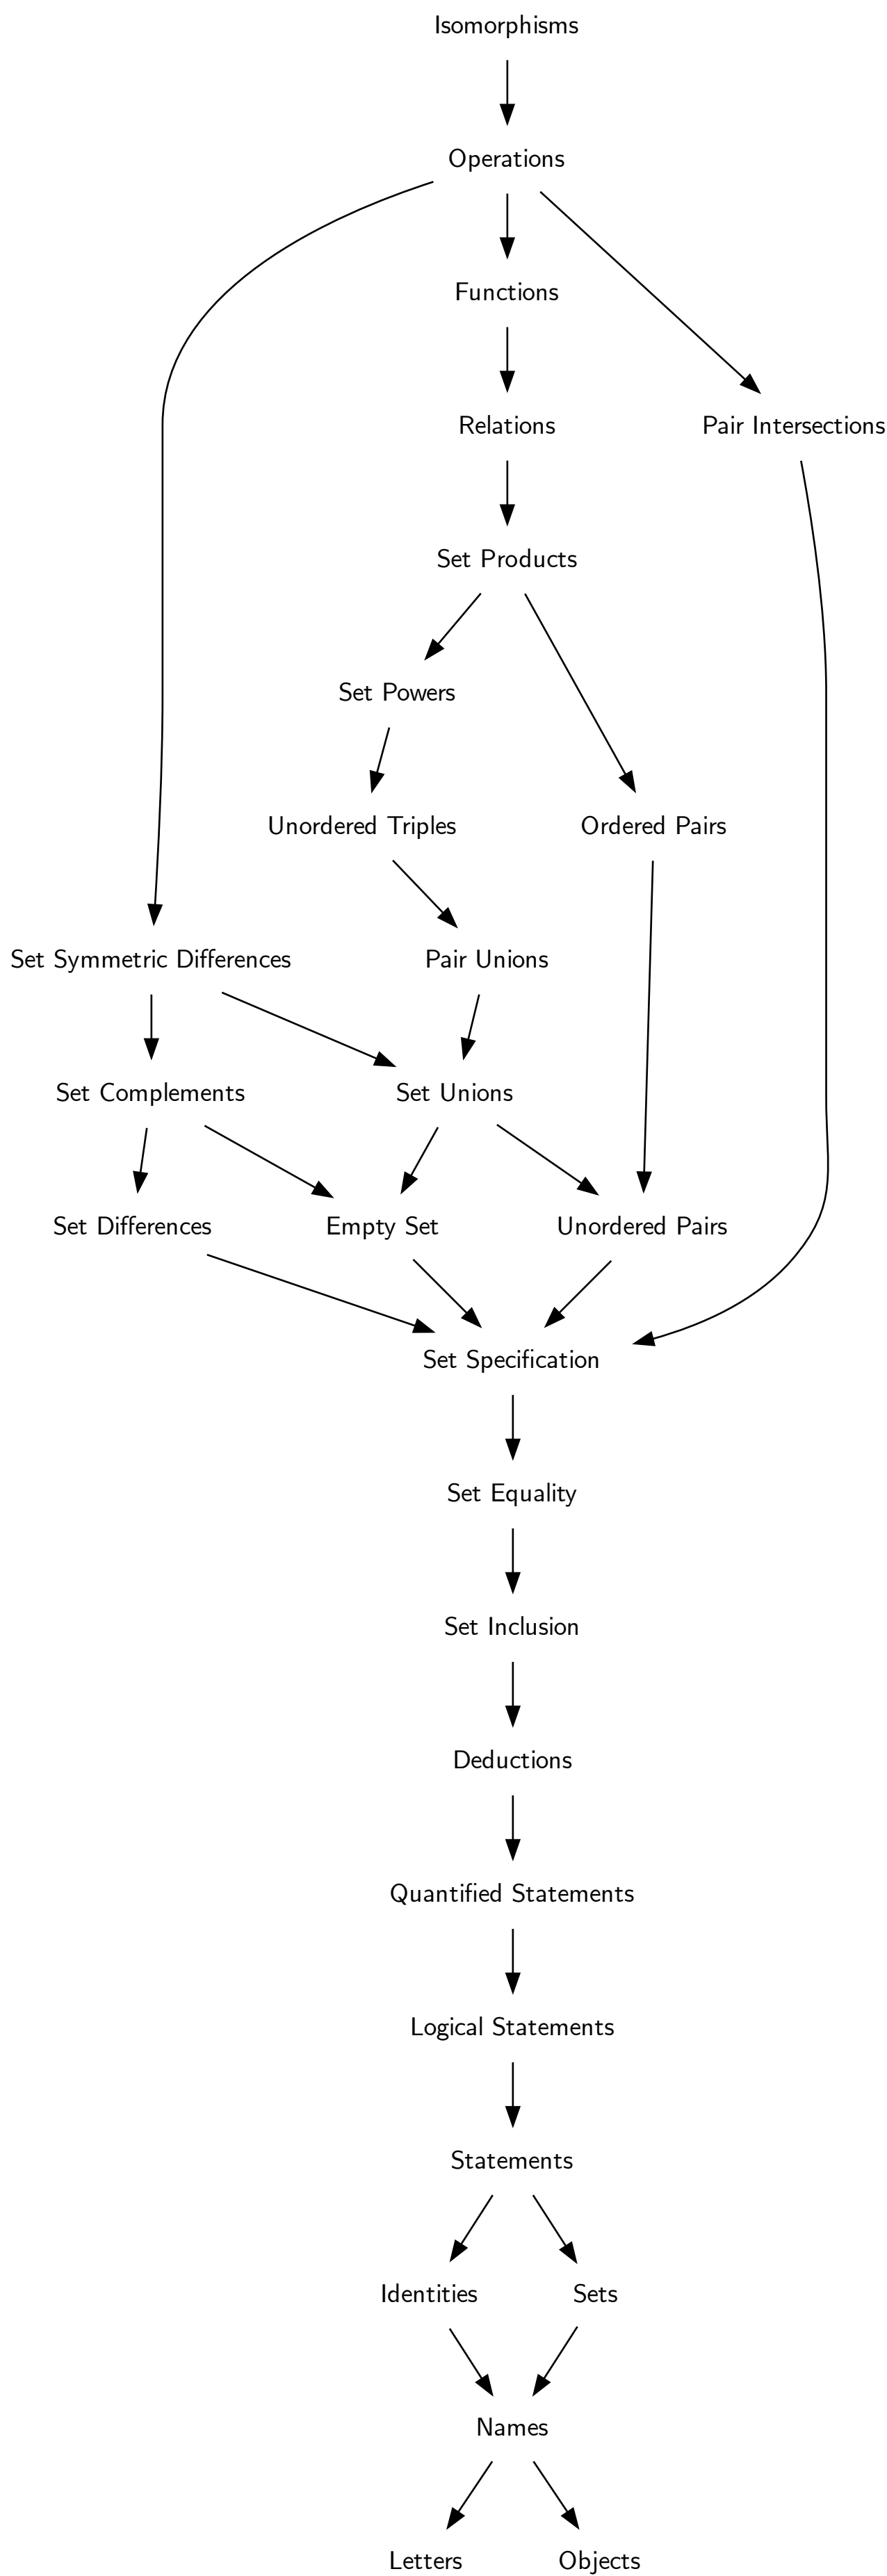 Isomorphisms
Operations
Functions
Relations
Pair Intersections
Set Products
Set Powers
Unordered Triples
Ordered Pairs
Set Symmetric Differences
Pair Unions
Set Complements
Set Unions
Set Differences
Empty Set
Unordered Pairs
Set Specification
Set Equality
Set Inclusion
Deductions
Quantified Statements
Logical Statements
Statements
Identities
Sets
Names
Letters
Objects